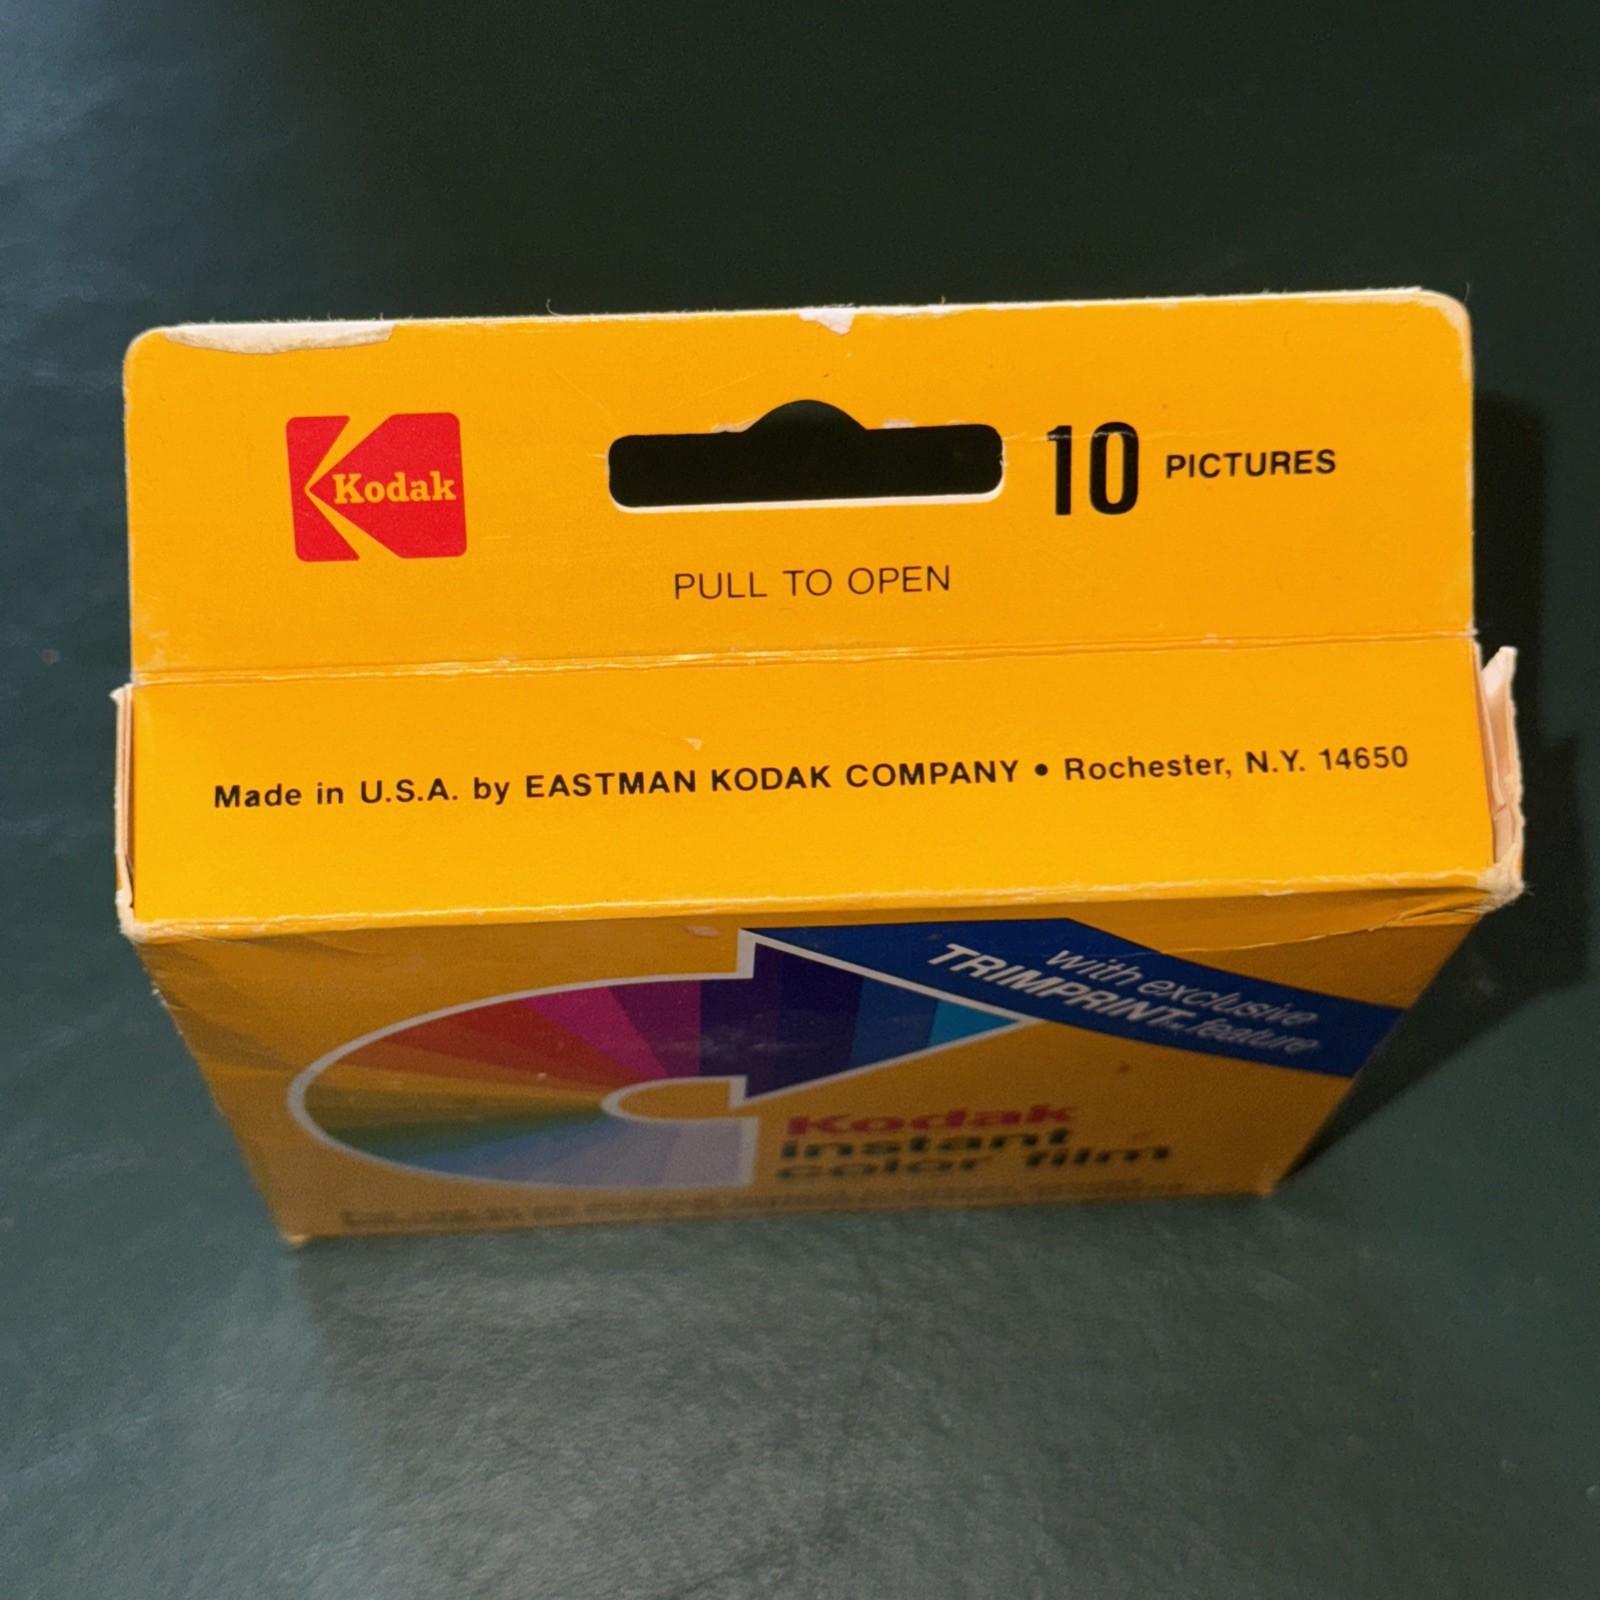 Kodak
10 PICTURES
PULL TO OPEN
Made in U.S.A. by EASTMAN KODAK COMPANY • Rochester, N.Y. 14650
with exclusive
TRIMPRINT™ feature
Kodak
instant
color film